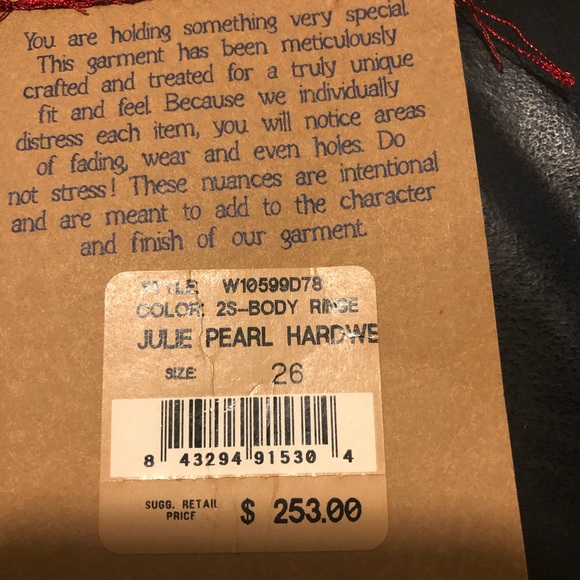 You are holding something very special.
This garment has been meticulously
crafted and treated for a truly unique
fit and feel. Because we individually
distress each item, you will notice areas
of fading, wear and even holes. Do
not stress! These nuances are intentional
and are meant to add to the character
and finish of our garment.
STYLE: W10599D78
COLOR: 2S-BODY RINSE
JULIE PEARL HARDWE
SIZE: 26
8 43294 91530 4
SUGG. RETAIL
PRICE $ 253.00